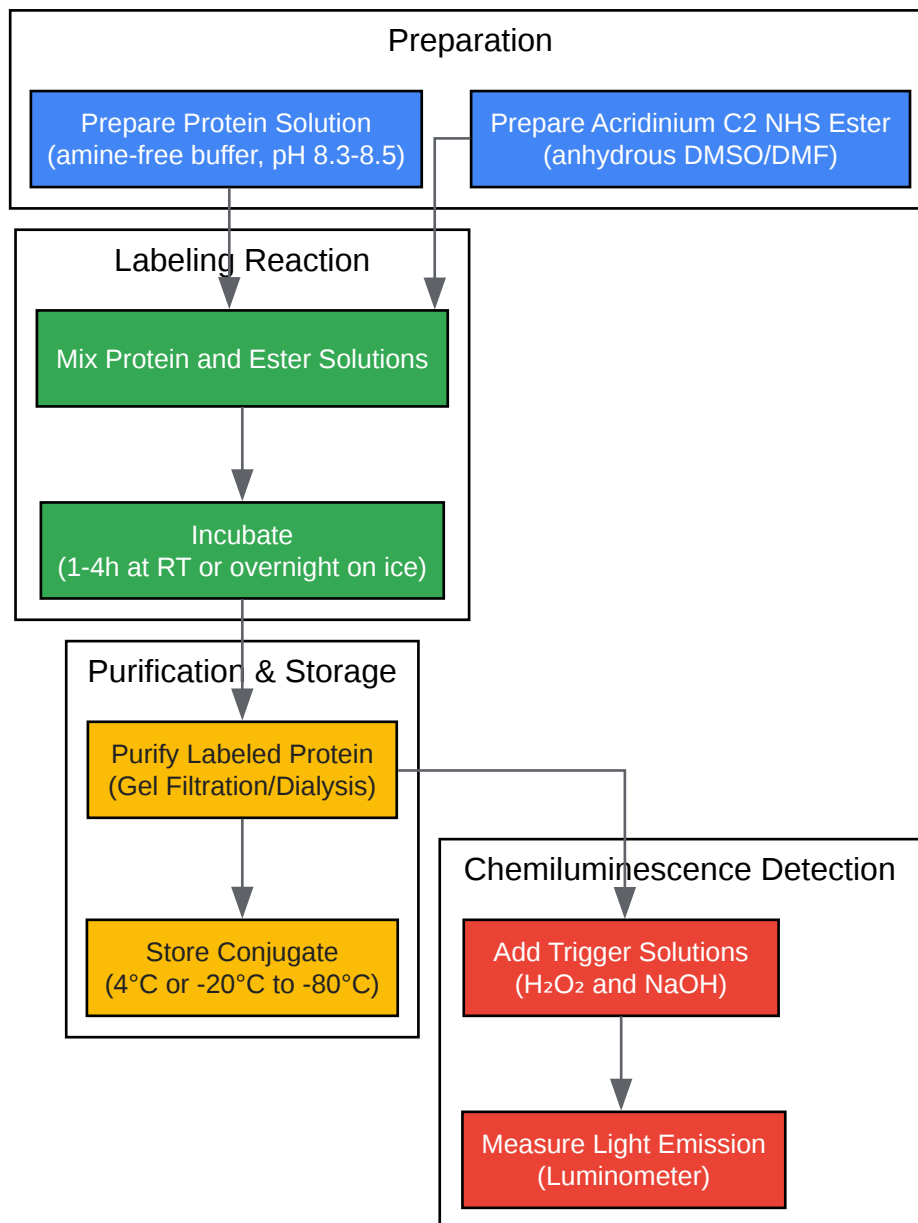 Preparation
Prepare Protein Solution
(amine-free buffer, pH 8.3-8.5)
Prepare Acridinium C2 NHS Ester
(anhydrous DMSO/DMF)
Labeling Reaction
Mix Protein and Ester Solutions
Incubate
(1-4h at RT or overnight on ice)
Purification & Storage
Purify Labeled Protein
(Gel Filtration/Dialysis)
Store Conjugate
(4°C or -20°C to -80°C)
Chemiluminescence Detection
Add Trigger Solutions
(H₂O₂ and NaOH)
Measure Light Emission
(Luminometer)